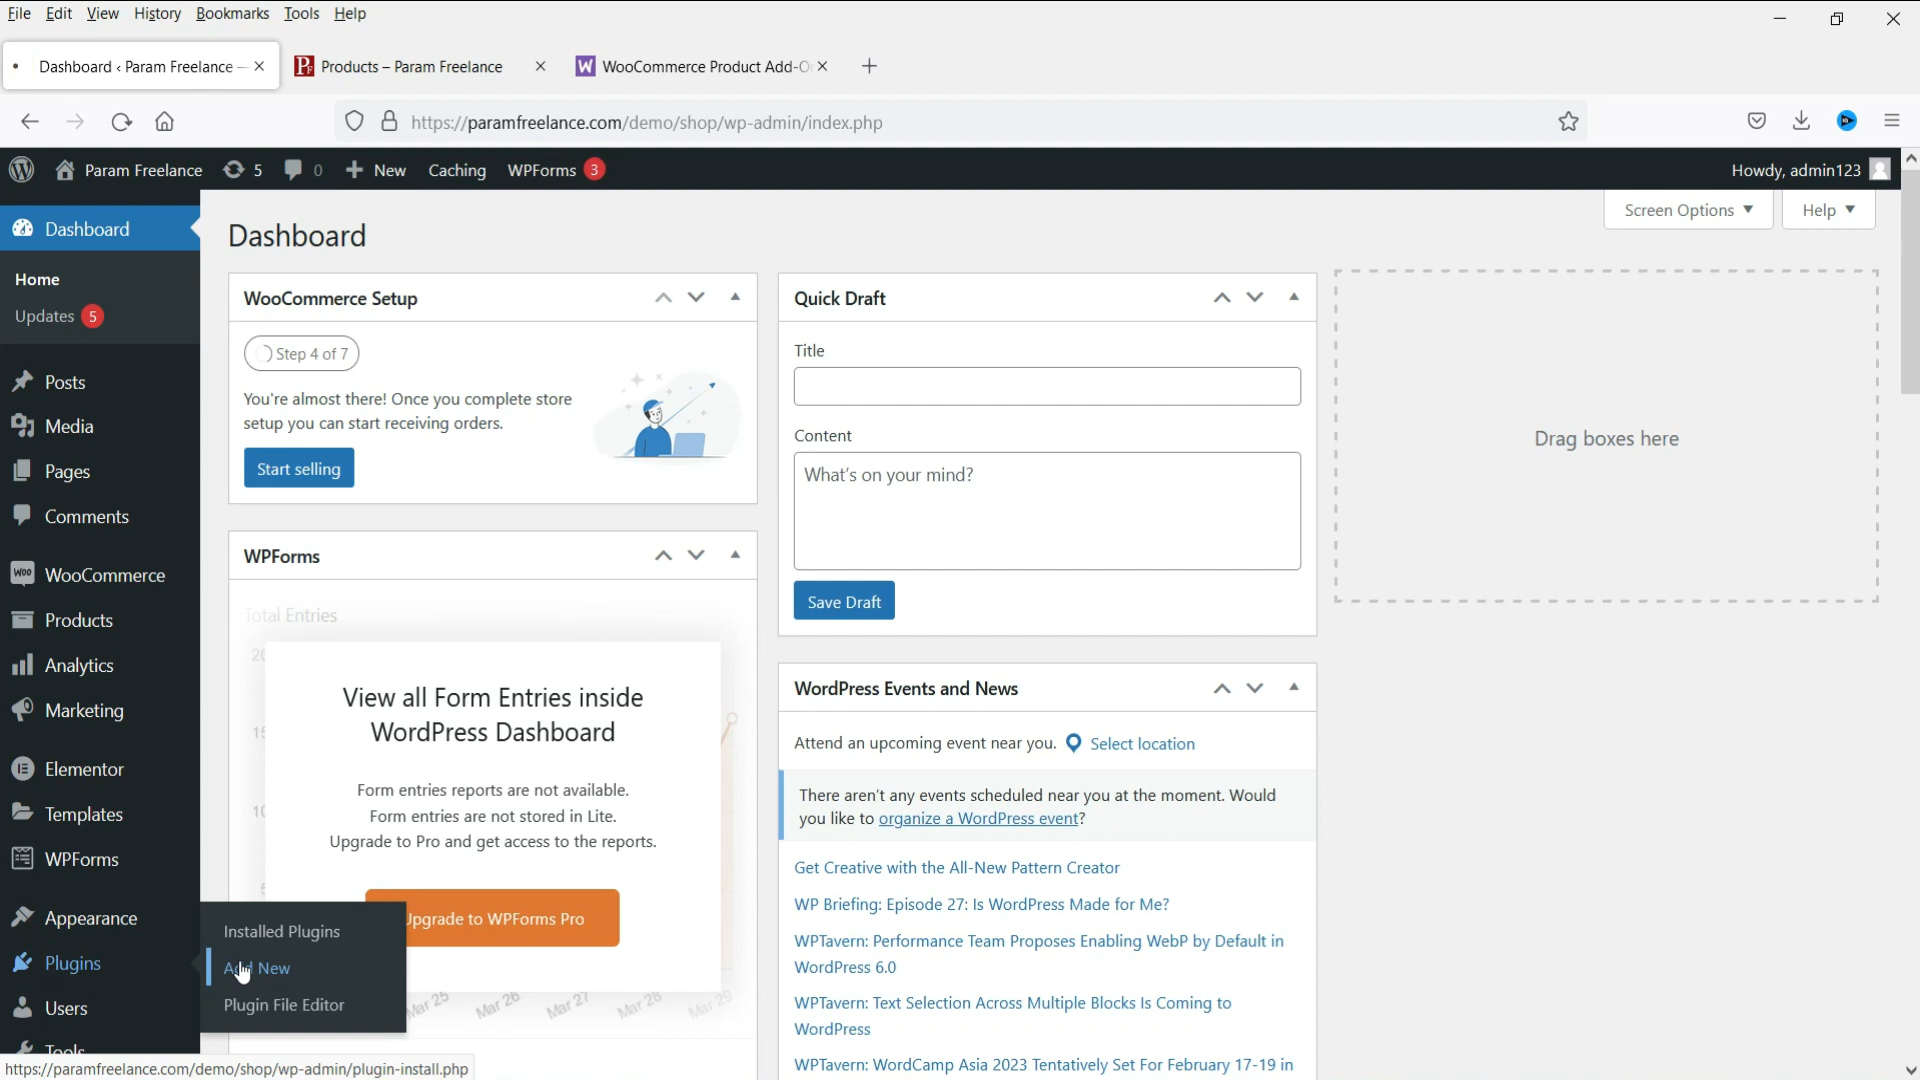 File Edit View History Bookmarks Tools Help
Dashboard ‹ Param Freelance —
Products – Param Freelance
WooCommerce Product Add-O
https://paramfreelance.com/demo/shop/wp-admin/index.php
Param Freelance 5 0 New Caching WPForms 3
Howdy, admin123
Dashboard
Home
Updates 5
Posts
Media
Pages
Comments
WooCommerce
Products
Analytics
Marketing
Elementor
Templates
WPForms
Appearance
Plugins
Users
Tools
Installed Plugins
Add New
Plugin File Editor
https://paramfreelance.com/demo/shop/wp-admin/plugin-install.php
Dashboard
Screen Options
Help
WooCommerce Setup
Step 4 of 7
You're almost there! Once you complete store
setup you can start receiving orders.
Start selling
WPForms
Total Entries
View all Form Entries inside
WordPress Dashboard
Form entries reports are not available.
Form entries are not stored in Lite.
Upgrade to Pro and get access to the reports.
Upgrade to WPForms Pro
Mar 25 Mar 26 Mar 27 Mar 28 Mar 29
Quick Draft
Title
Content
What's on your mind?
Save Draft
WordPress Events and News
Attend an upcoming event near you. Select location
There aren't any events scheduled near you at the moment. Would
you like to organize a WordPress event?
Get Creative with the All-New Pattern Creator
WP Briefing: Episode 27: Is WordPress Made for Me?
WPTavern: Performance Team Proposes Enabling WebP by Default in
WordPress 6.0
WPTavern: Text Selection Across Multiple Blocks Is Coming to
WordPress
WPTavern: WordCamp Asia 2023 Tentatively Set For February 17-19 in
Drag boxes here